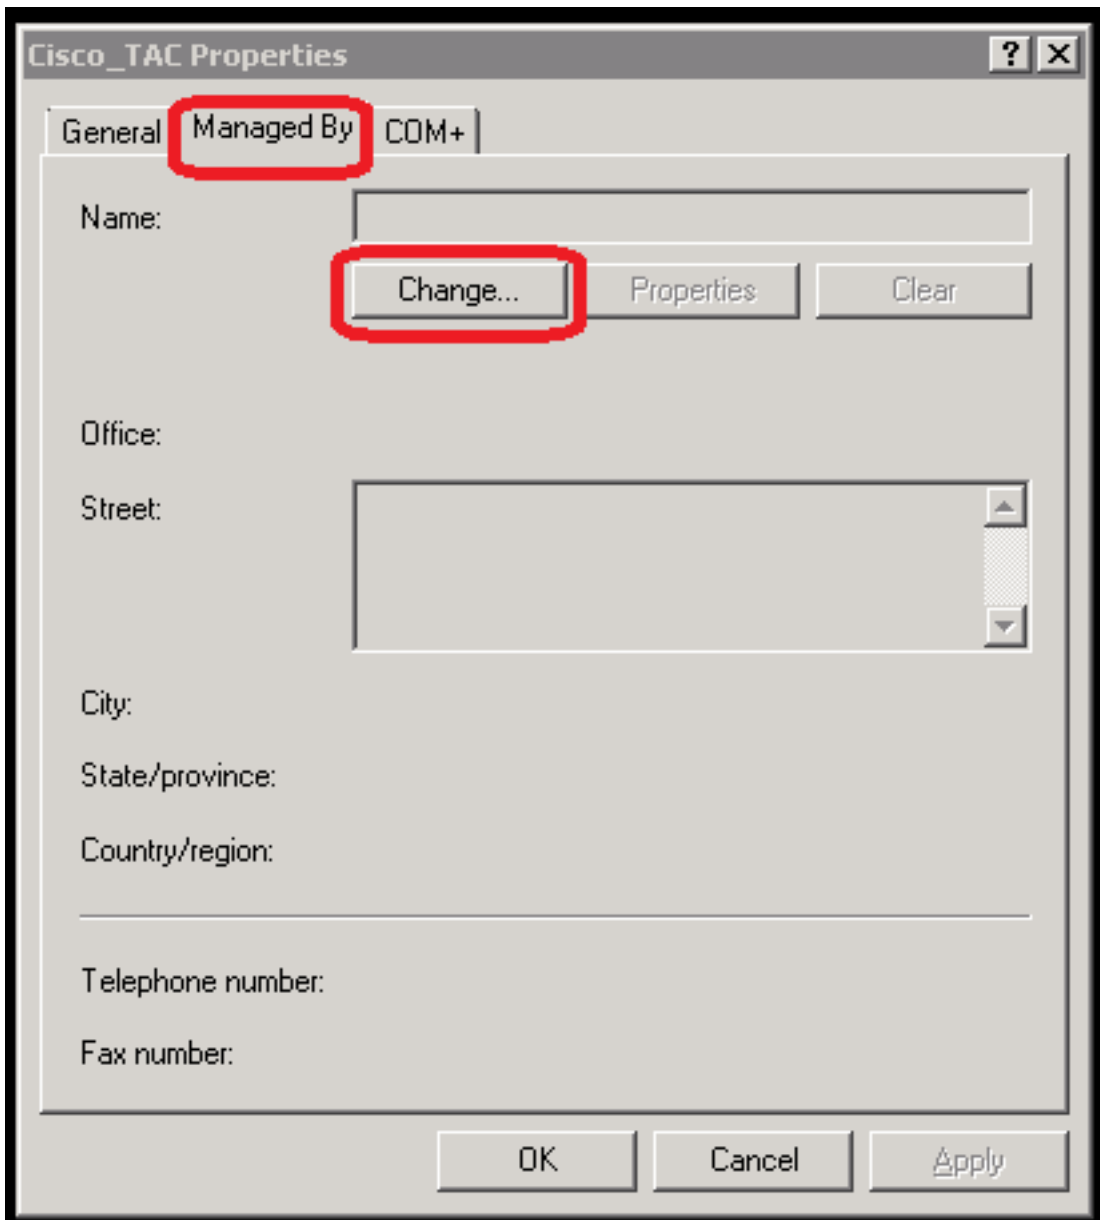 Cisco_TAC Properties
General Managed By COM+
Name:
Change... Properties Clear
Office:
Street:
City:
State/province:
Country/region:
Telephone number:
Fax number:
OK Cancel Apply